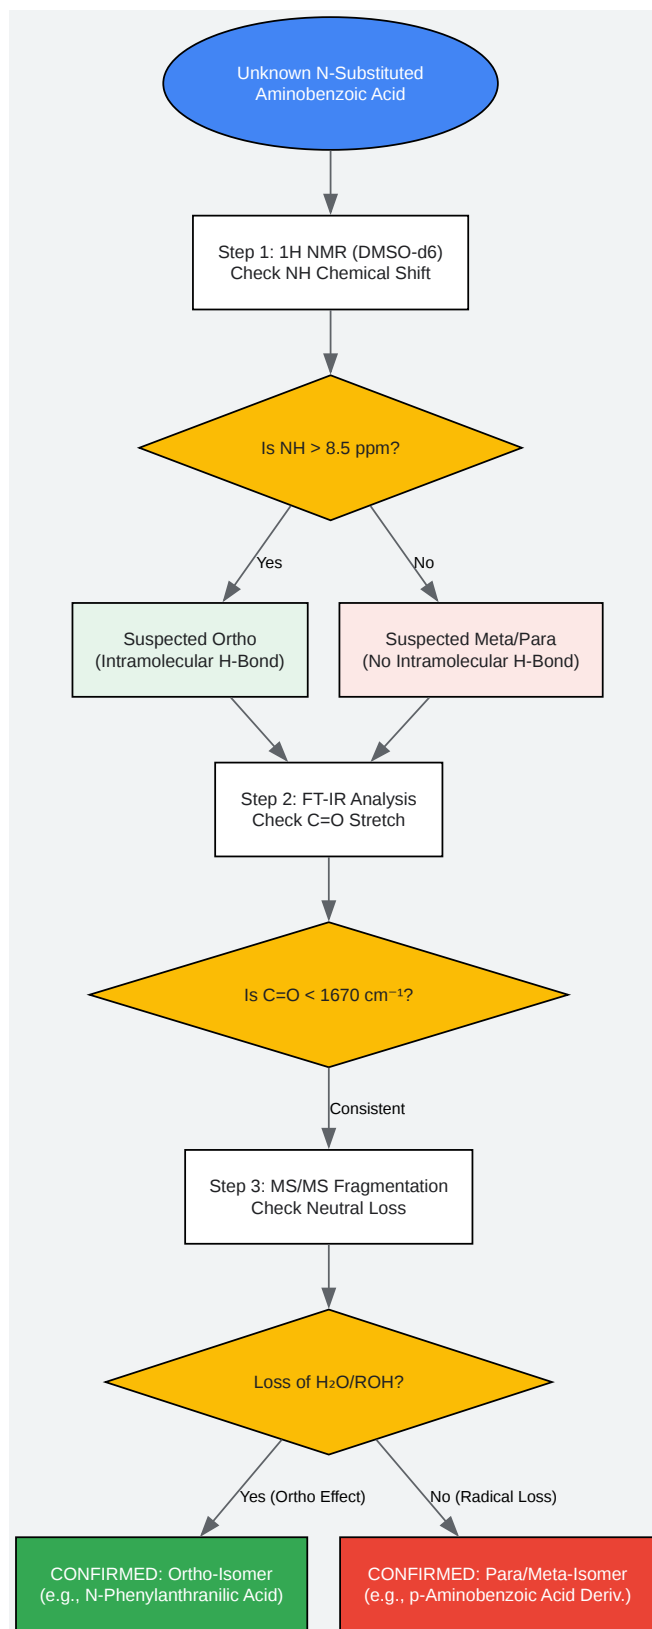 Unknown N-Substituted
Aminobenzoic Acid
Step 1: 1H NMR (DMSO-d6)
Check NH Chemical Shift
Is NH > 8.5 ppm?
Yes
No
Suspected Ortho
(Intramolecular H-Bond)
Suspected Meta/Para
(No Intramolecular H-Bond)
Step 2: FT-IR Analysis
Check C=O Stretch
Is C=O < 1670 cm⁻¹?
Consistent
Step 3: MS/MS Fragmentation
Check Neutral Loss
Loss of H₂O/ROH?
Yes (Ortho Effect)
No (Radical Loss)
CONFIRMED: Ortho-Isomer
(e.g., N-Phenylanthranilic Acid)
CONFIRMED: Para/Meta-Isomer
(e.g., p-Aminobenzoic Acid Deriv.)